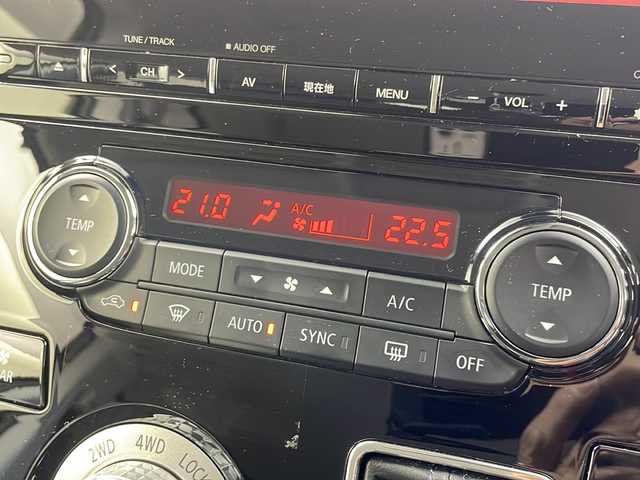 TUNE / TRACK
■ AUDIO OFF
< CH >
AV
現在地
MENU
− VOL +
21.0
A/C
22.5
TEMP
MODE
A/C
TEMP
AUTO
SYNC
OFF
2WD 4WD LOCK